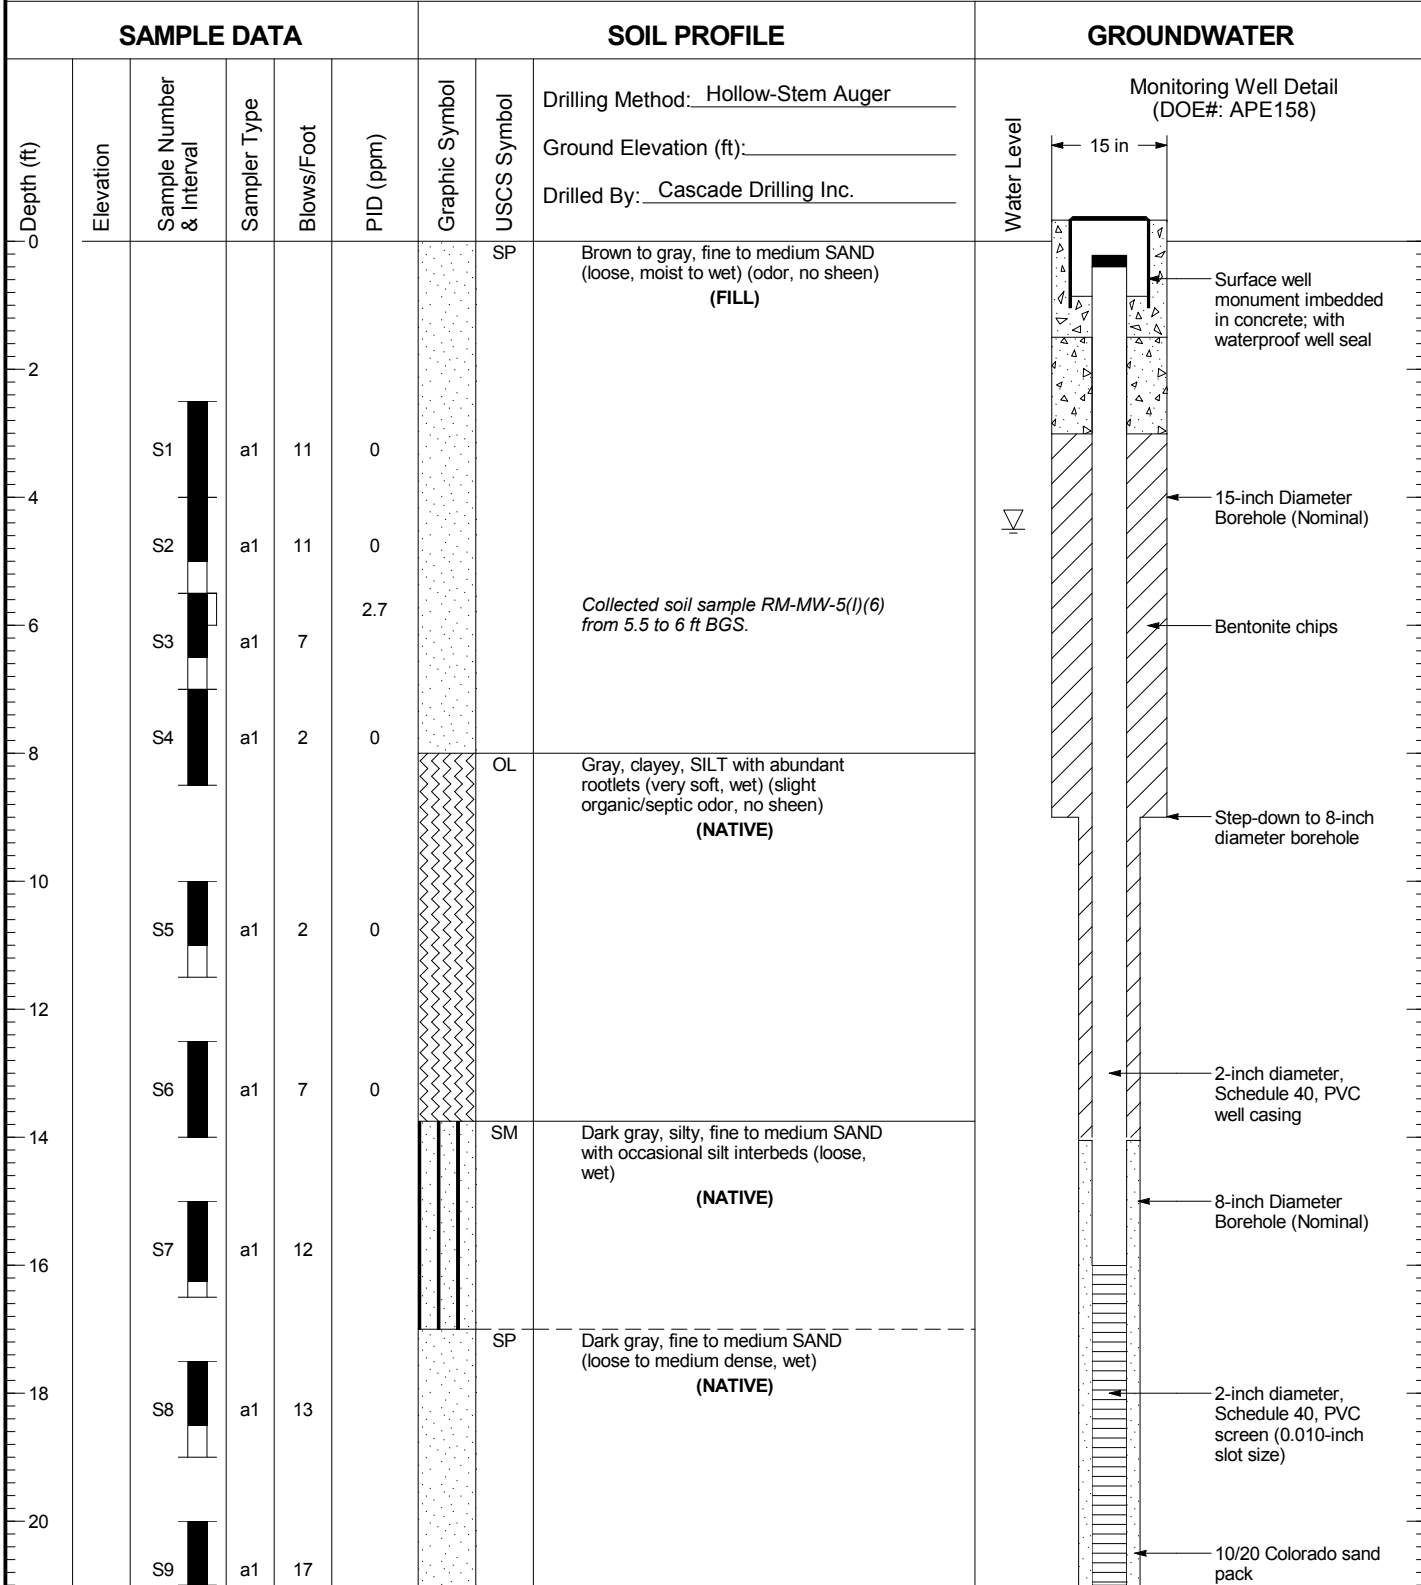 SAMPLE DATA
SOIL PROFILE
GROUNDWATER
Depth (ft)
Elevation
Sample Number
& Interval
Sampler Type
Blows/Foot
PID (ppm)
Graphic Symbol
USCS Symbol
Drilling Method: Hollow-Stem Auger
Ground Elevation (ft):
Drilled By: Cascade Drilling Inc.
Water Level
Monitoring Well Detail
(DOE#: APE158)
15 in
0
SP
Brown to gray, fine to medium SAND
(loose, moist to wet) (odor, no sheen)
(FILL)
Surface well
monument imbedded
in concrete; with
waterproof well seal
2
S1 a1 11 0
4
15-inch Diameter
Borehole (Nominal)
S2 a1 11 0
2.7
Collected soil sample RM-MW-5(I)(6)
from 5.5 to 6 ft BGS.
6
Bentonite chips
S3 a1 7
S4 a1 2 0
8
OL
Gray, clayey, SILT with abundant
rootlets (very soft, wet) (slight
organic/septic odor, no sheen)
(NATIVE)
Step-down to 8-inch
diameter borehole
10
S5 a1 2 0
12
S6 a1 7 0
2-inch diameter,
Schedule 40, PVC
well casing
14
SM
Dark gray, silty, fine to medium SAND
with occasional silt interbeds (loose,
wet)
(NATIVE)
8-inch Diameter
Borehole (Nominal)
S7 a1 12
16
SP
Dark gray, fine to medium SAND
(loose to medium dense, wet)
(NATIVE)
18
S8 a1 13
2-inch diameter,
Schedule 40, PVC
screen (0.010-inch
slot size)
20
S9 a1 17
10/20 Colorado sand
pack